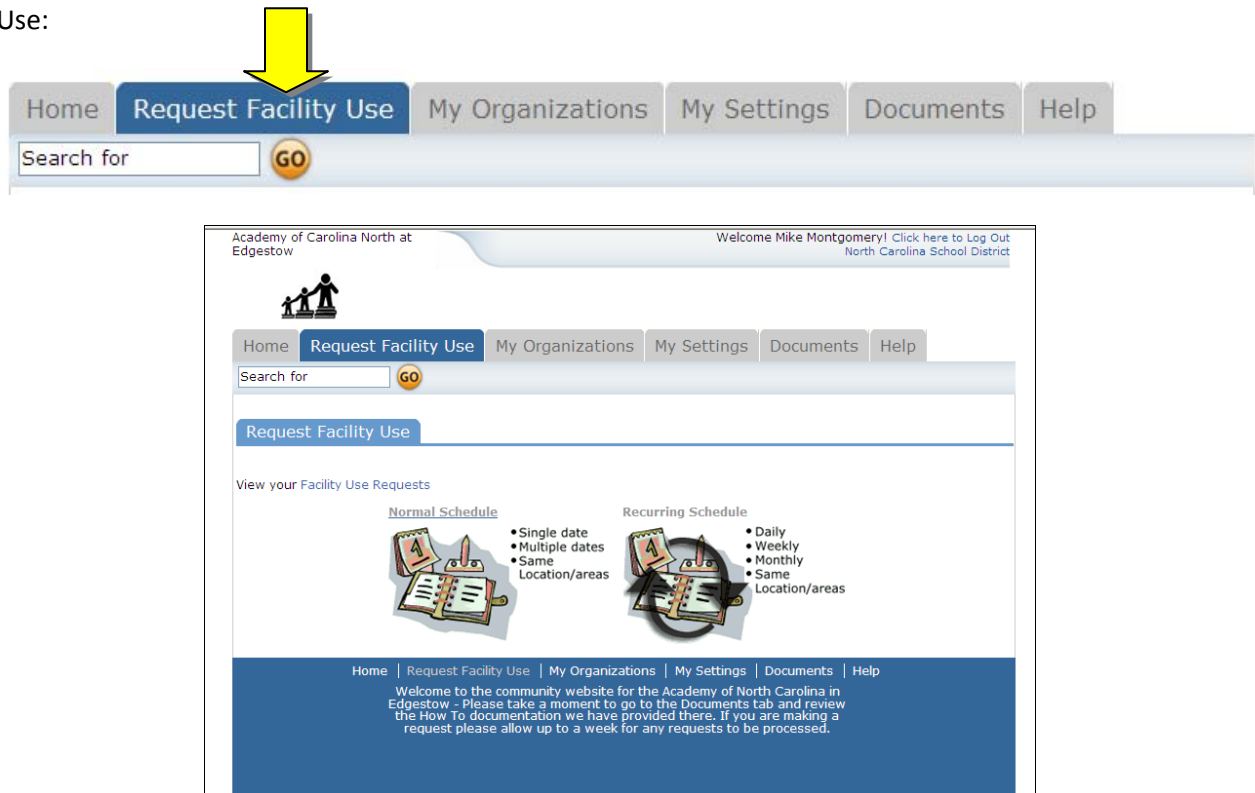 Use:
Home Request Facility Use My Organizations My Settings Documents Help
Search for GO
Academy of Carolina North at
Edgestow
Welcome Mike Montgomery! Click here to Log Out
North Carolina School District
Home Request Facility Use My Organizations My Settings Documents Help
Search for GO
Request Facility Use
View your Facility Use Requests
Normal Schedule
• Single date
• Multiple dates
• Same
Location/areas
Recurring Schedule
• Daily
• Weekly
• Monthly
• Same
Location/areas
Home | Request Facility Use | My Organizations | My Settings | Documents | Help
Welcome to the community website for the Academy of North Carolina in
Edgestow - Please take a moment to go to the Documents tab and review
the How To documentation we have provided there. If you are making a
request please allow up to a week for any requests to be processed.